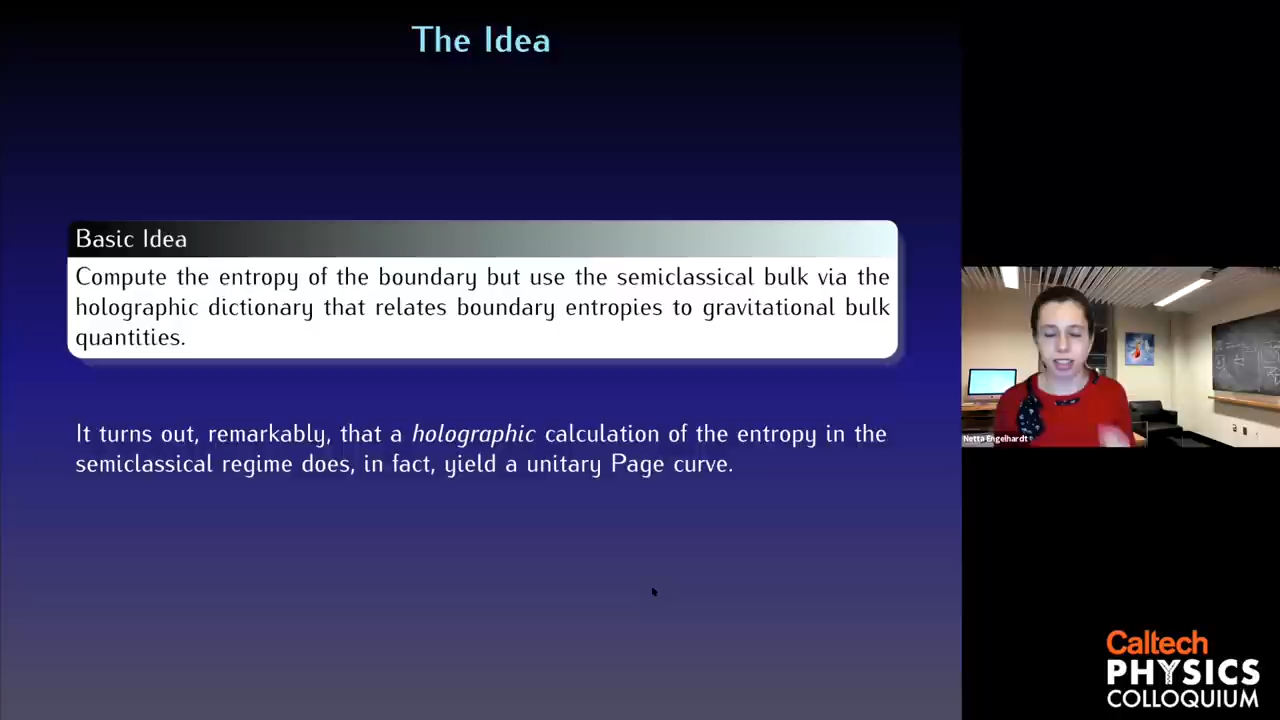 The Idea
Basic Idea
Compute the entropy of the boundary but use the semiclassical bulk via the
holographic dictionary that relates boundary entropies to gravitational bulk
quantities.
It turns out, remarkably, that a holographic calculation of the entropy in the
semiclassical regime does, in fact, yield a unitary Page curve.
Netta Engelhardt
Caltech
PHYSICS
COLLOQUIUM